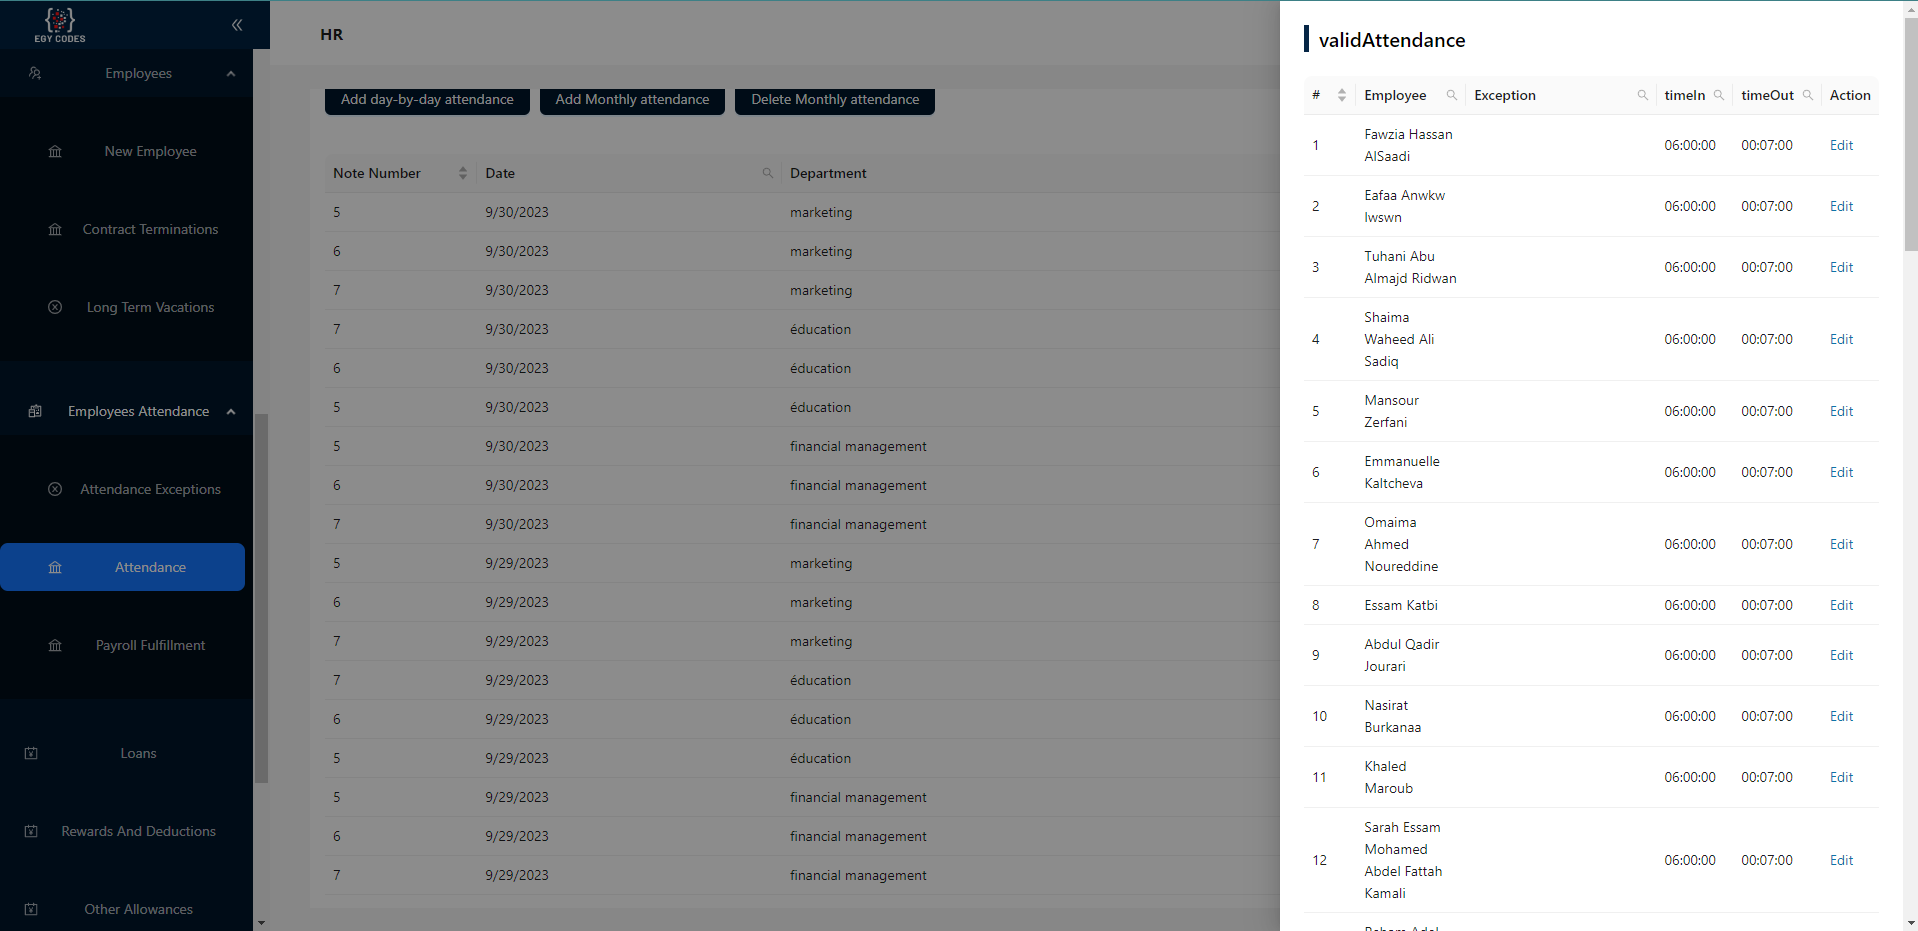 EGY CODES
Employees
New Employee
Contract Terminations
Long Term Vacations
Employees Attendance
Attendance Exceptions
Attendance
Payroll Fulfillment
Loans
Rewards And Deductions
Other Allowances
HR
Add day-by-day attendance Add Monthly attendance Delete Monthly attendance
Note Number Date Department
5 9/30/2023 marketing
6 9/30/2023 marketing
7 9/30/2023 marketing
7 9/30/2023 éducation
6 9/30/2023 éducation
5 9/30/2023 éducation
5 9/30/2023 financial management
6 9/30/2023 financial management
7 9/30/2023 financial management
5 9/29/2023 marketing
6 9/29/2023 marketing
7 9/29/2023 marketing
7 9/29/2023 éducation
6 9/29/2023 éducation
5 9/29/2023 éducation
5 9/29/2023 financial management
6 9/29/2023 financial management
7 9/29/2023 financial management
validAttendance
# Employee Exception timeIn timeOut Action
1 Fawzia Hassan
AlSaadi 06:00:00 00:07:00 Edit
2 Eafaa Anwkw
Iwswn 06:00:00 00:07:00 Edit
3 Tuhani Abu
Almajd Ridwan 06:00:00 00:07:00 Edit
4 Shaima
Waheed Ali
Sadiq 06:00:00 00:07:00 Edit
5 Mansour
Zerfani 06:00:00 00:07:00 Edit
6 Emmanuelle
Kaltcheva 06:00:00 00:07:00 Edit
7 Omaima
Ahmed
Noureddine 06:00:00 00:07:00 Edit
8 Essam Katbi 06:00:00 00:07:00 Edit
9 Abdul Qadir
Jourari 06:00:00 00:07:00 Edit
10 Nasirat
Burkanaa 06:00:00 00:07:00 Edit
11 Khaled
Maroub 06:00:00 00:07:00 Edit
12 Sarah Essam
Mohamed
Abdel Fattah
Kamali 06:00:00 00:07:00 Edit